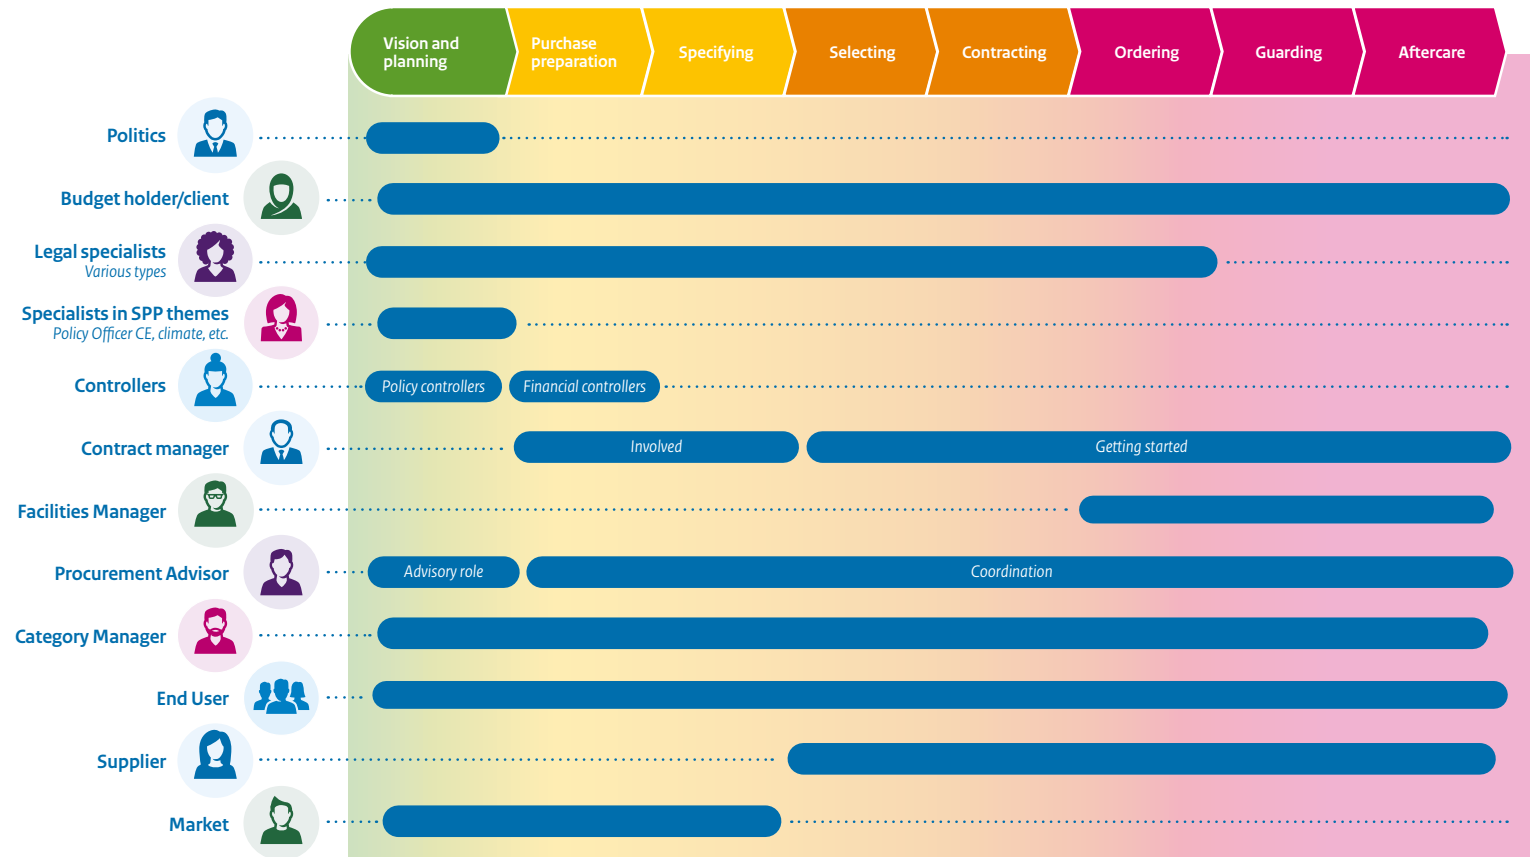 Vision and
planning
Purchase
preparation
Specifying
Selecting
Contracting
Ordering
Guarding
Aftercare
Politics
Budget holder/client
Legal specialists
Various types
Specialists in SPP themes
Policy Officer CE, climate, etc.
Controllers
Policy controllers
Financial controllers
Contract manager
Involved
Getting started
Facilities Manager
Procurement Advisor
Advisory role
Coordination
Category Manager
End User
Supplier
Market